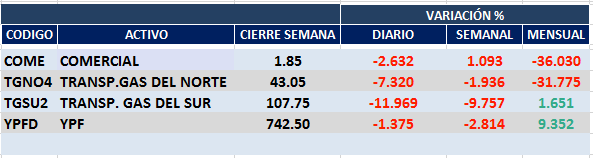 VARIACIÓN %
CODIGO ACTIVO CIERRE SEMANA DIARIO SEMANAL MENSUAL
COME COMERCIAL 1.85 -2.632 1.093 -36.030
TGNO4 TRANSP.GAS DEL NORTE 43.05 -7.320 -1.936 -31.775
TGSU2 TRANSP. GAS DEL SUR 107.75 -11.969 -9.757 1.651
YPFD YPF 742.50 -1.375 -2.814 9.352